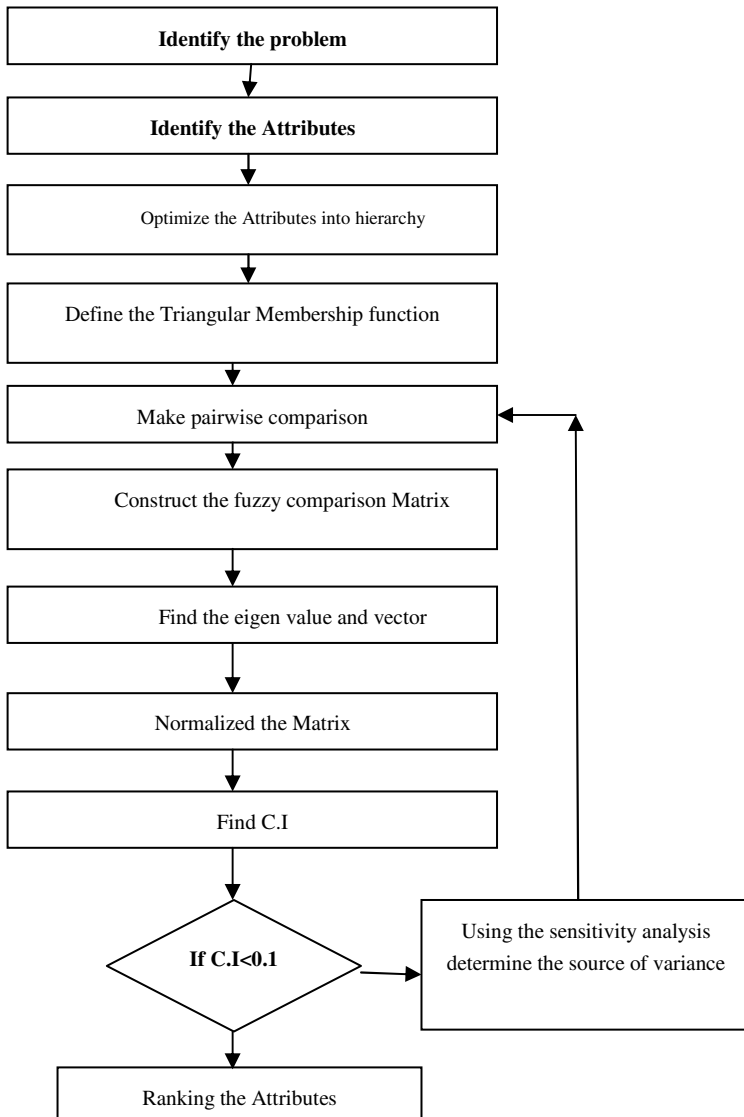 Identify the problem
Identify the Attributes
Optimize the Attributes into hierarchy
Define the Triangular Membership function
Make pairwise comparison
Construct the fuzzy comparison Matrix
Find the eigen value and vector
Normalized the Matrix
Find C.I
If C.I<0.1
Using the sensitivity analysis
determine the source of variance
Ranking the Attributes